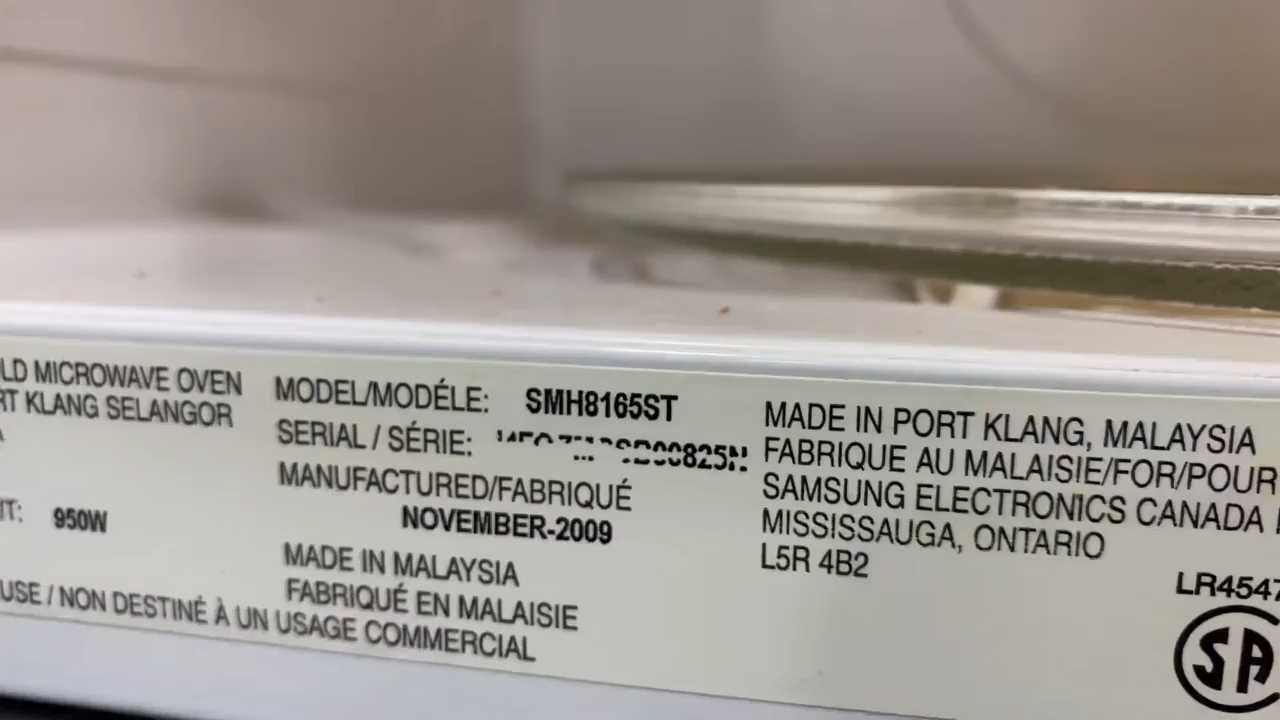 LD MICROWAVE OVEN
RT KLANG SELANGOR
IT: 950W
USE / NON DESTINÉ À UN USAGE COMMERCIAL
MODEL/MODÉLE: SMH8165ST
SERIAL / SÉRIE:
MANUFACTURED/FABRIQUÉ
NOVEMBER-2009
MADE IN MALAYSIA
FABRIQUÉ EN MALAISIE
MADE IN PORT KLANG, MALAYSIA
FABRIQUE AU MALAISIE/FOR/POUR
SAMSUNG ELECTRONICS CANADA
MISSISSAUGA, ONTARIO
L5R 4B2
LR4547
SA